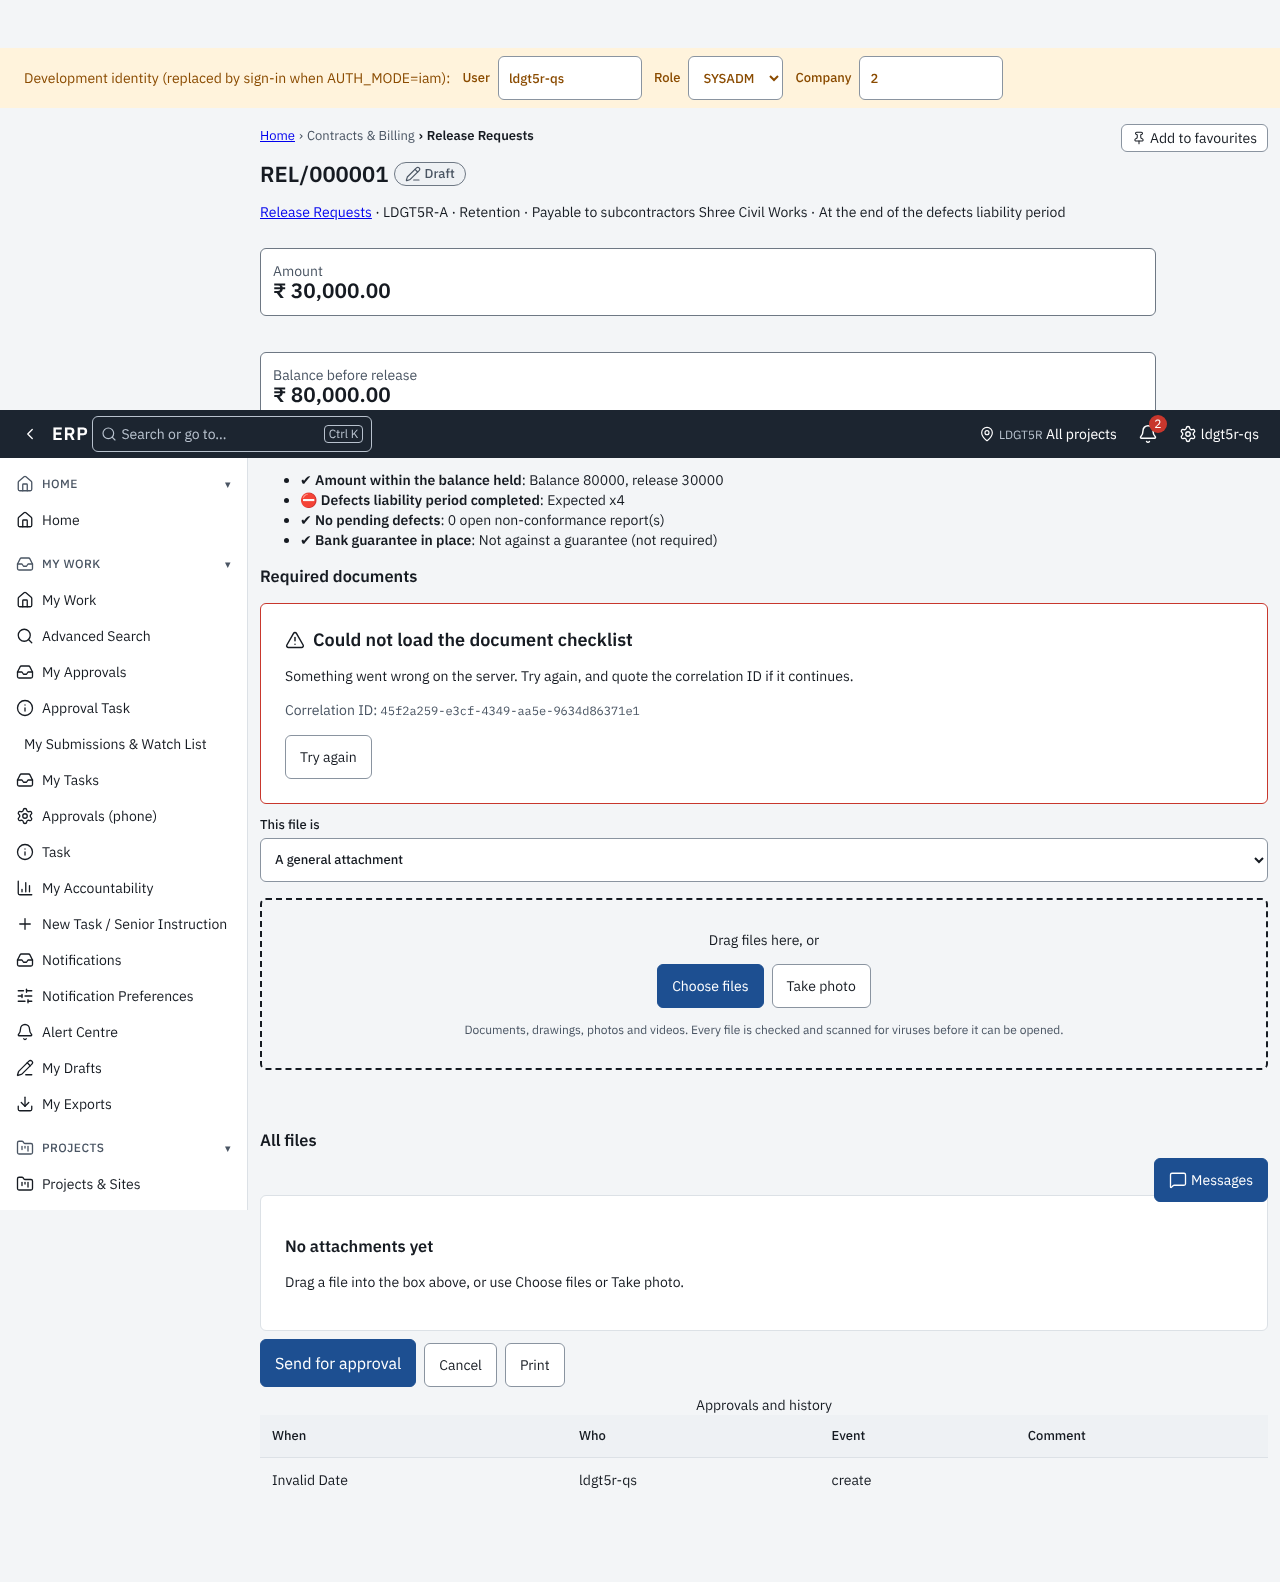 Development identity (replaced by sign-in when AUTH_MODE=iam): User ldgt5r-qs Role SYSADM Company 2
Home › Contracts & Billing › Release Requests
Add to favourites
REL/000001 Draft
Release Requests · LDGT5R-A · Retention · Payable to subcontractors Shree Civil Works · At the end of the defects liability period
Amount
₹ 30,000.00
Balance before release
₹ 80,000.00
ERP Search or go to... Ctrl K LDGT5R All projects 2 ldgt5r-qs
HOME
Home
MY WORK
My Work
Advanced Search
My Approvals
Approval Task
My Submissions & Watch List
My Tasks
Approvals (phone)
Task
My Accountability
New Task / Senior Instruction
Notifications
Notification Preferences
Alert Centre
My Drafts
My Exports
PROJECTS
Projects & Sites
✔ Amount within the balance held: Balance 80000, release 30000
⛔ Defects liability period completed: Expected x4
✔ No pending defects: 0 open non-conformance report(s)
✔ Bank guarantee in place: Not against a guarantee (not required)
Required documents
Could not load the document checklist
Something went wrong on the server. Try again, and quote the correlation ID if it continues.
Correlation ID: 45f2a259-e3cf-4349-aa5e-9634d86371e1
Try again
This file is
A general attachment
Drag files here, or
Choose files Take photo
Documents, drawings, photos and videos. Every file is checked and scanned for viruses before it can be opened.
All files
Messages
No attachments yet
Drag a file into the box above, or use Choose files or Take photo.
Send for approval Cancel Print
Approvals and history
When Who Event Comment
Invalid Date ldgt5r-qs create